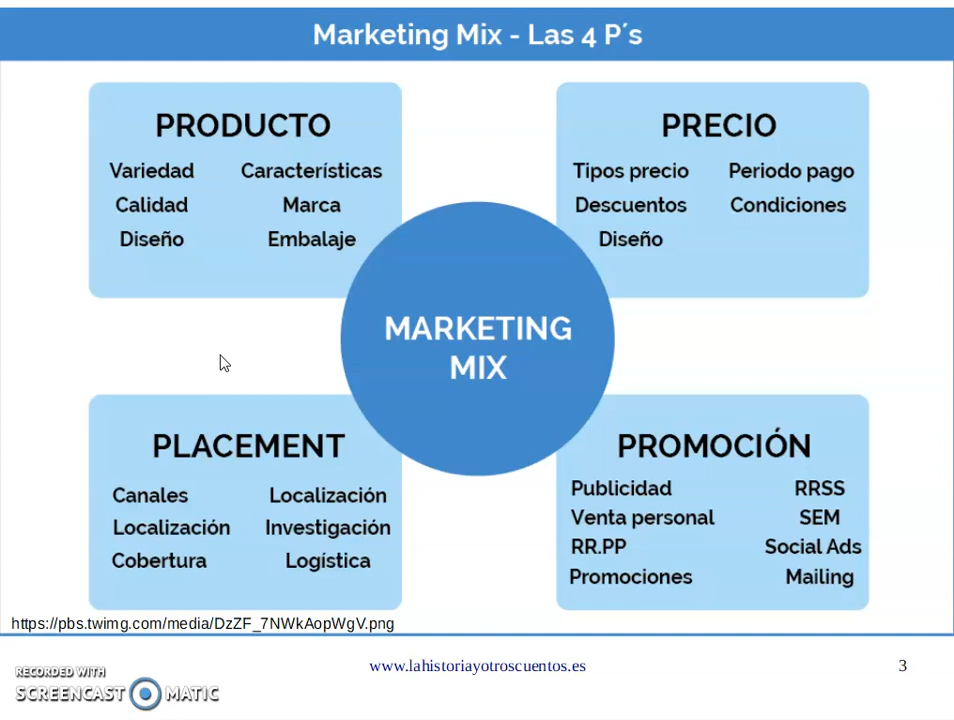 Marketing Mix - Las 4 P´s
PRODUCTO
Variedad Características
Calidad Marca
Diseño Embalaje
PRECIO
Tipos precio Periodo pago
Descuentos Condiciones
Diseño
MARKETING
MIX
PLACEMENT
Canales Localización
Localización Investigación
Cobertura Logística
PROMOCIÓN
Publicidad RRSS
Venta personal SEM
RR.PP Social Ads
Promociones Mailing
https://pbs.twimg.com/media/DzZF_7NWkAopWgV.png
www.lahistoriayotroscuentos.es
3
RECORDED WITH
SCREENCAST MATIC